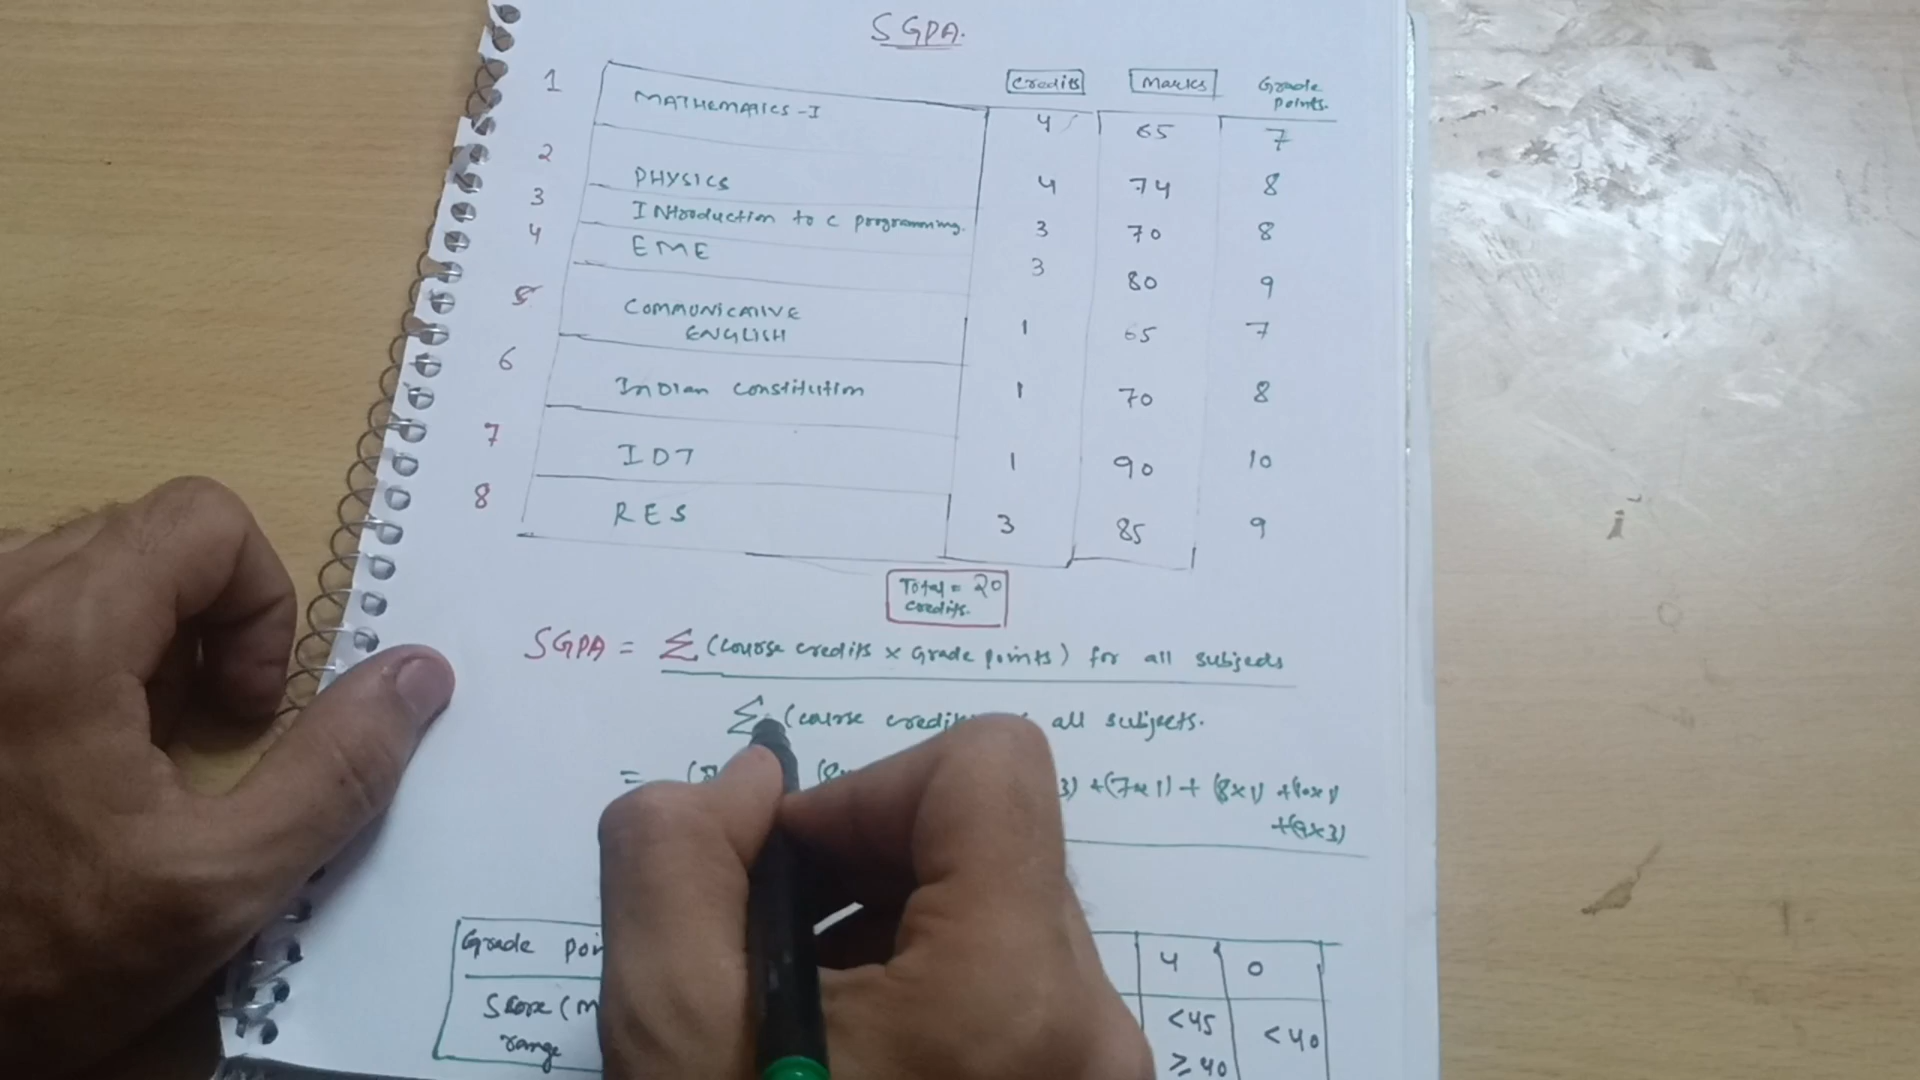 SGPA.
Credits Marks Grade points.
1 MATHEMATICS-I 4 65 7
2 PHYSICS 4 74 8
3 INtroduction to C programming. 3 70 8
4 EME 3 80 9
5 COMMUNICATIVE ENGLISH 1 65 7
6 InDIan Constitution 1 70 8
7 IDT 1 90 10
8 RES 3 85 9
Total = 20
credits.
SGPA = Σ (course credits x Grade points) for all subjects
Σ (course all subjects.
= 3) +(7x1) + (8x1) +(10x1)
+(9x3)
Grade 4 0
Score <45 <40
range ≥40